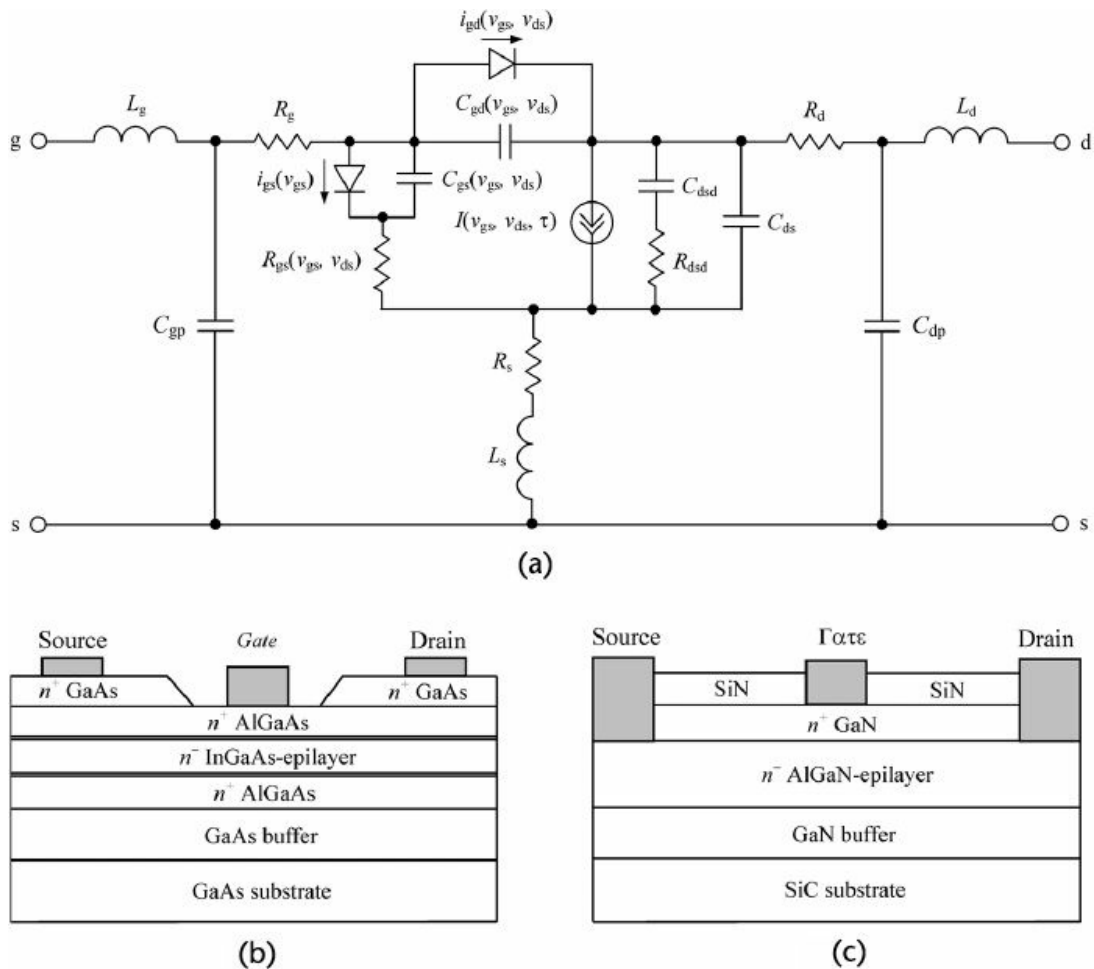 i_gd(v_gs, v_ds)
L_g
R_g
C_gd(v_gs, v_ds)
R_d
L_d
g
d
i_gs(v_gs)
C_gs(v_gs, v_ds)
C_dsd
I(v_gs, v_ds, τ)
C_ds
R_gs(v_gs, v_ds)
R_dsd
C_gp
C_dp
R_s
L_s
s
s
(a)
Source
Gate
Drain
n⁺ GaAs
n⁺ GaAs
n⁺ AlGaAs
n⁻ InGaAs-epilayer
n⁺ AlGaAs
GaAs buffer
GaAs substrate
(b)
Source
Γατε
Drain
SiN
SiN
n⁺ GaN
n⁻ AlGaN-epilayer
GaN buffer
SiC substrate
(c)